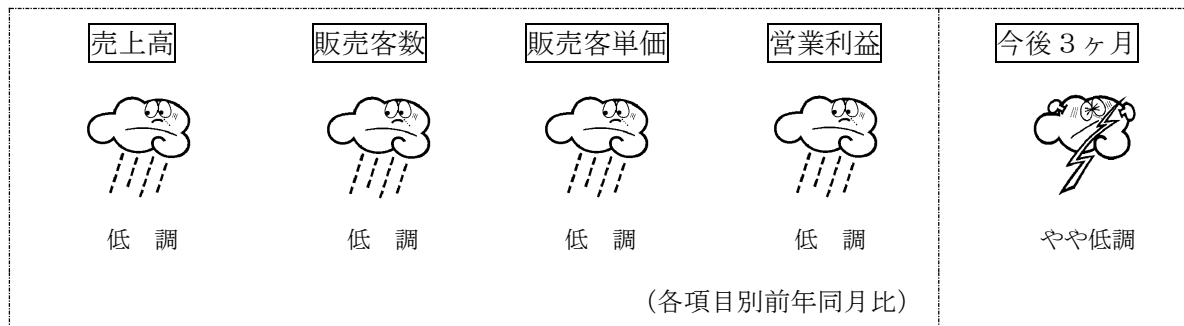 売上高 販売客数 販売客単価 営業利益 今後３ヶ月
低　調 低　調 低　調 低　調 やや低調
（各項目別前年同月比）